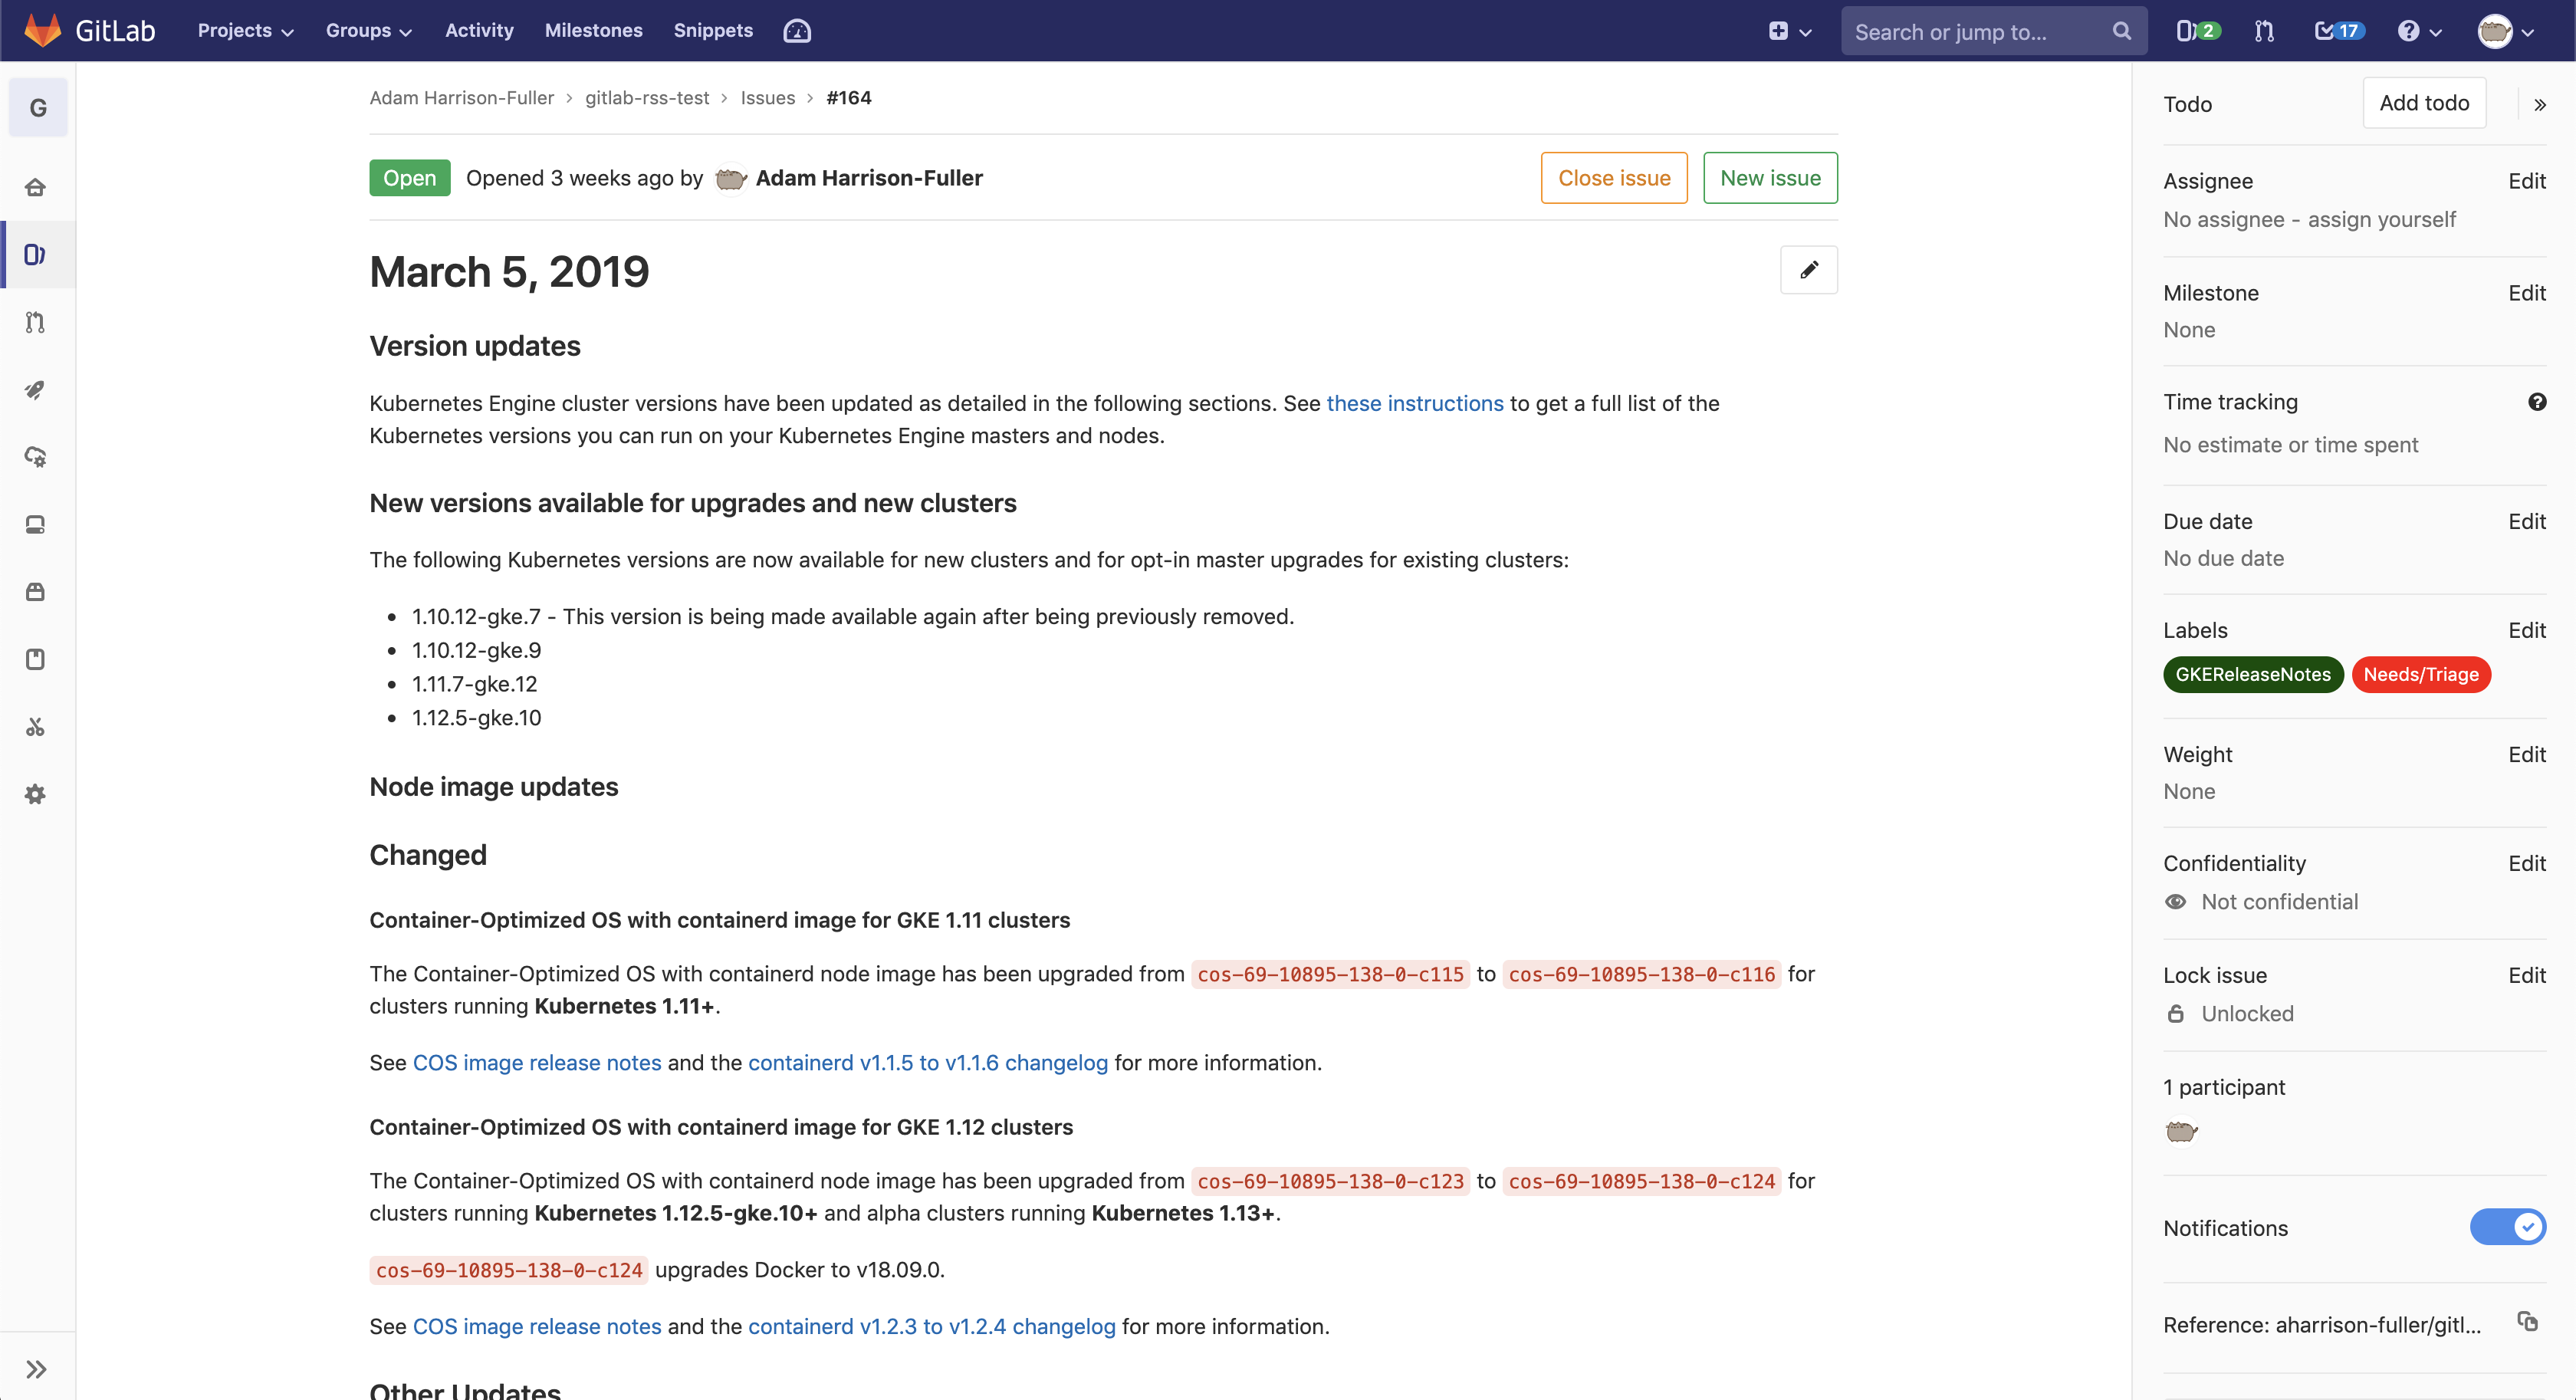 GitLab Projects Groups Activity Milestones Snippets Search or jump to... 2 17
G
Adam Harrison-Fuller > gitlab-rss-test > Issues > #164
Open Opened 3 weeks ago by Adam Harrison-Fuller Close issue New issue
March 5, 2019
Version updates
Kubernetes Engine cluster versions have been updated as detailed in the following sections. See these instructions to get a full list of the
Kubernetes versions you can run on your Kubernetes Engine masters and nodes.
New versions available for upgrades and new clusters
The following Kubernetes versions are now available for new clusters and for opt-in master upgrades for existing clusters:
• 1.10.12-gke.7 - This version is being made available again after being previously removed.
• 1.10.12-gke.9
• 1.11.7-gke.12
• 1.12.5-gke.10
Node image updates
Changed
Container-Optimized OS with containerd image for GKE 1.11 clusters
The Container-Optimized OS with containerd node image has been upgraded from cos-69-10895-138-0-c115 to cos-69-10895-138-0-c116 for
clusters running Kubernetes 1.11+.
See COS image release notes and the containerd v1.1.5 to v1.1.6 changelog for more information.
Container-Optimized OS with containerd image for GKE 1.12 clusters
The Container-Optimized OS with containerd node image has been upgraded from cos-69-10895-138-0-c123 to cos-69-10895-138-0-c124 for
clusters running Kubernetes 1.12.5-gke.10+ and alpha clusters running Kubernetes 1.13+.
cos-69-10895-138-0-c124 upgrades Docker to v18.09.0.
See COS image release notes and the containerd v1.2.3 to v1.2.4 changelog for more information.
Other Updates
Todo Add todo
Assignee Edit
No assignee - assign yourself
Milestone Edit
None
Time tracking
No estimate or time spent
Due date Edit
No due date
Labels Edit
GKEReleaseNotes Needs/Triage
Weight Edit
None
Confidentiality Edit
Not confidential
Lock issue Edit
Unlocked
1 participant
Notifications
Reference: aharrison-fuller/gitl...